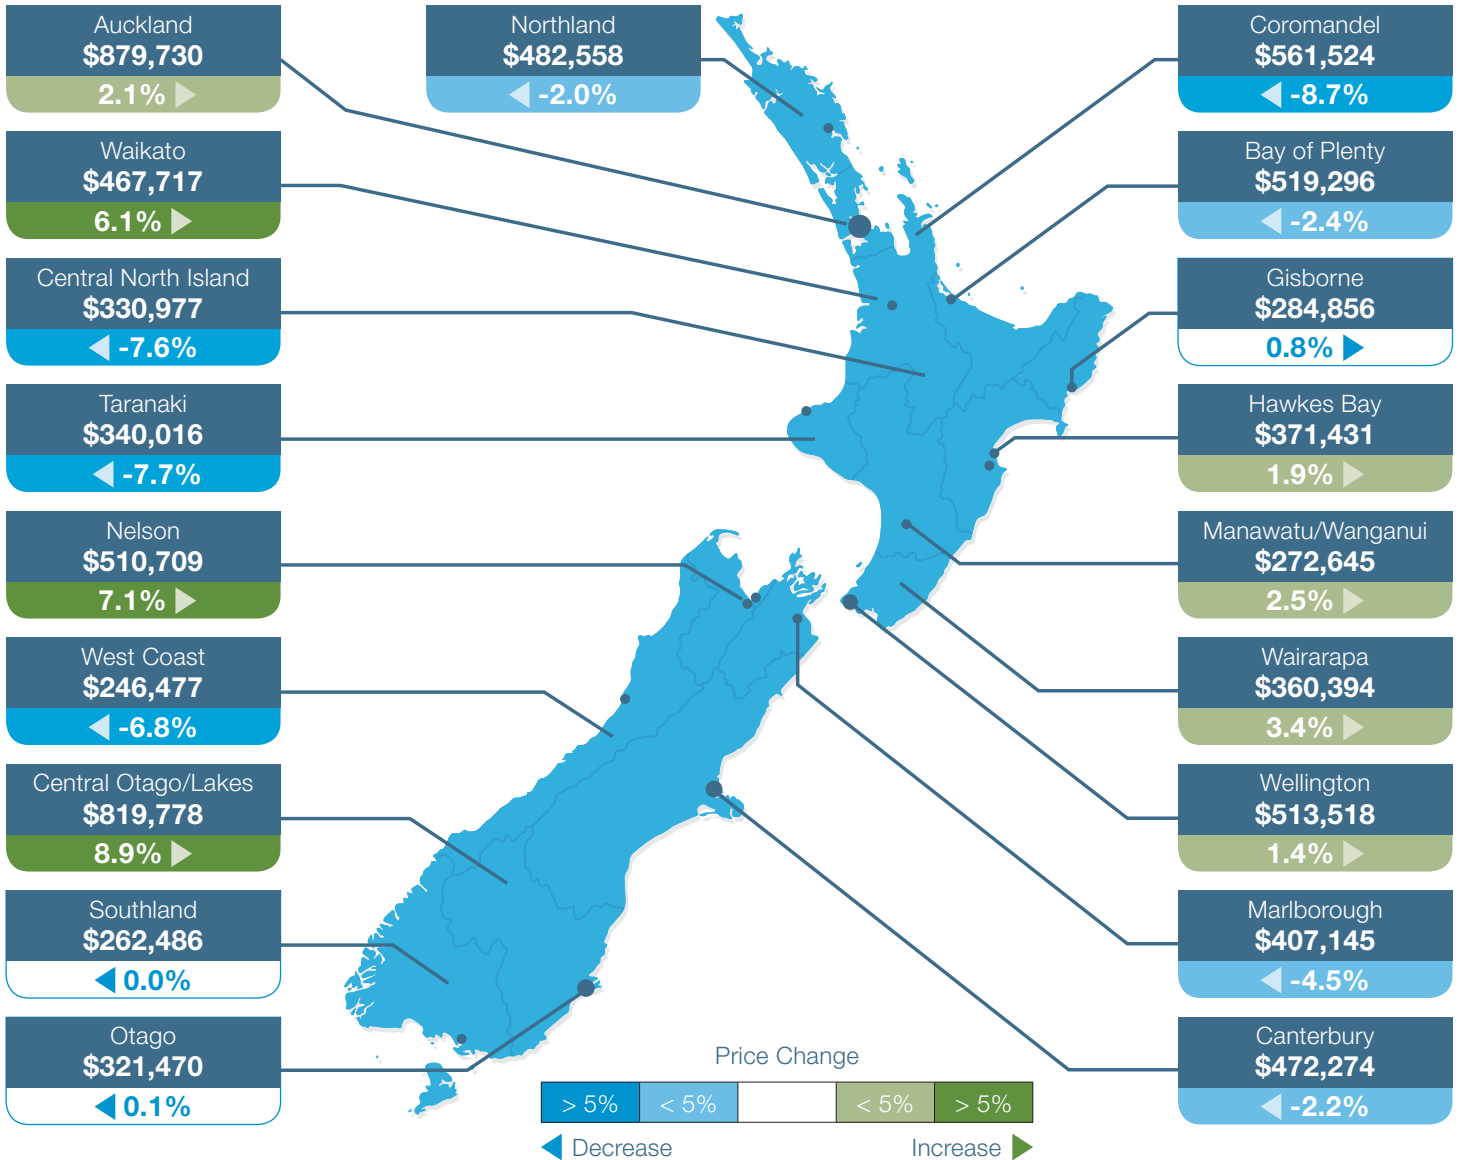 Auckland
$879,730
2.1%
Waikato
$467,717
6.1%
Central North Island
$330,977
-7.6%
Taranaki
$340,016
-7.7%
Nelson
$510,709
7.1%
West Coast
$246,477
-6.8%
Central Otago/Lakes
$819,778
8.9%
Southland
$262,486
0.0%
Otago
$321,470
0.1%
Northland
$482,558
-2.0%
Coromandel
$561,524
-8.7%
Bay of Plenty
$519,296
-2.4%
Gisborne
$284,856
0.8%
Hawkes Bay
$371,431
1.9%
Manawatu/Wanganui
$272,645
2.5%
Wairarapa
$360,394
3.4%
Wellington
$513,518
1.4%
Marlborough
$407,145
-4.5%
Canterbury
$472,274
-2.2%
Price Change
> 5% < 5% < 5% > 5%
Decrease Increase